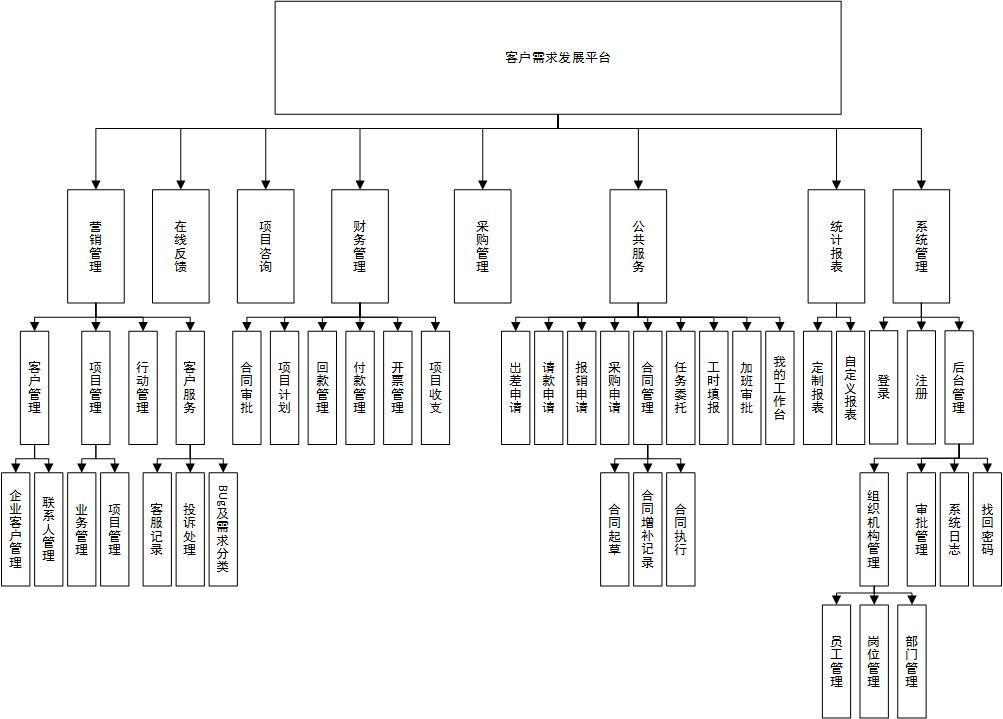 客户需求发展平台
营销管理
在线反馈
项目咨询
财务管理
采购管理
公共服务
统计报表
系统管理
客户管理
项目管理
行动管理
客户服务
合同审批
项目计划
回款管理
付款管理
开票管理
项目收支
出差申请
请款申请
报销申请
采购申请
合同管理
任务委托
工时填报
加班审批
我的工作台
定制报表
自定义报表
登录
注册
后台管理
企业客户管理
联系人管理
业务管理
项目管理
客服记录
投诉处理
BUg及需求分类
合同起草
合同增补记录
合同执行
组织机构管理
审批管理
系统日志
找回密码
员工管理
岗位管理
部门管理